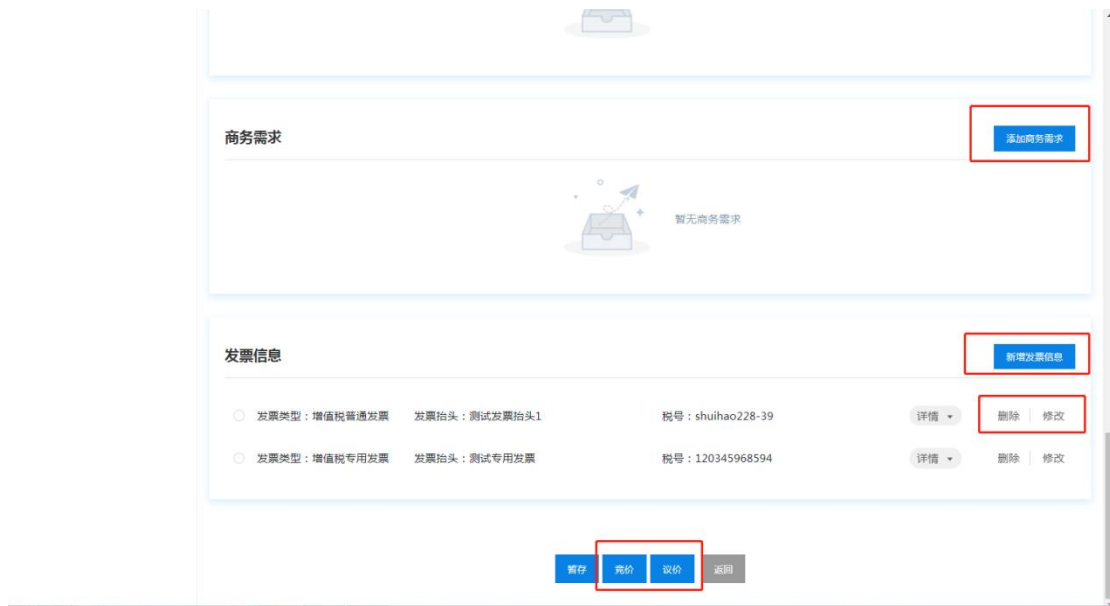 商务需求
添加商务需求
暂无商务需求
发票信息
新增发票信息
发票类型：增值税普通发票 发票抬头：测试发票抬头1 税号：shuihao228-39 详情 删除 修改
发票类型：增值税专用发票 发票抬头：测试专用发票 税号：120345968594 详情 删除 修改
暂存 竞价 议价 返回